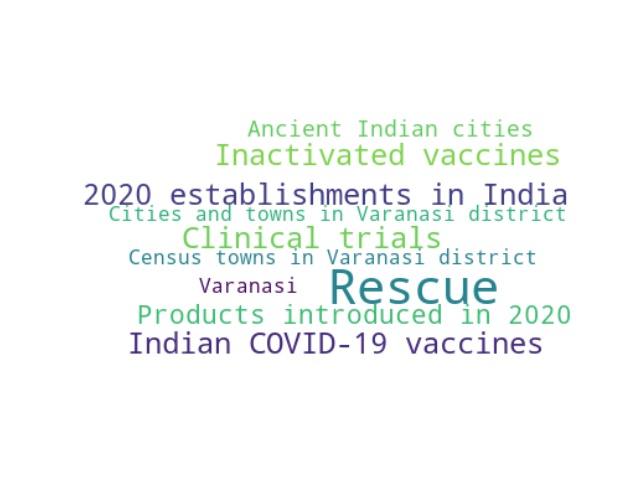 Ancient Indian cities
Inactivated vaccines
2020 establishments in India
Cities and towns in Varanasi district
Clinical trials
Census towns in Varanasi district
Varanasi Rescue
Products introduced in 2020
Indian COVID-19 vaccines